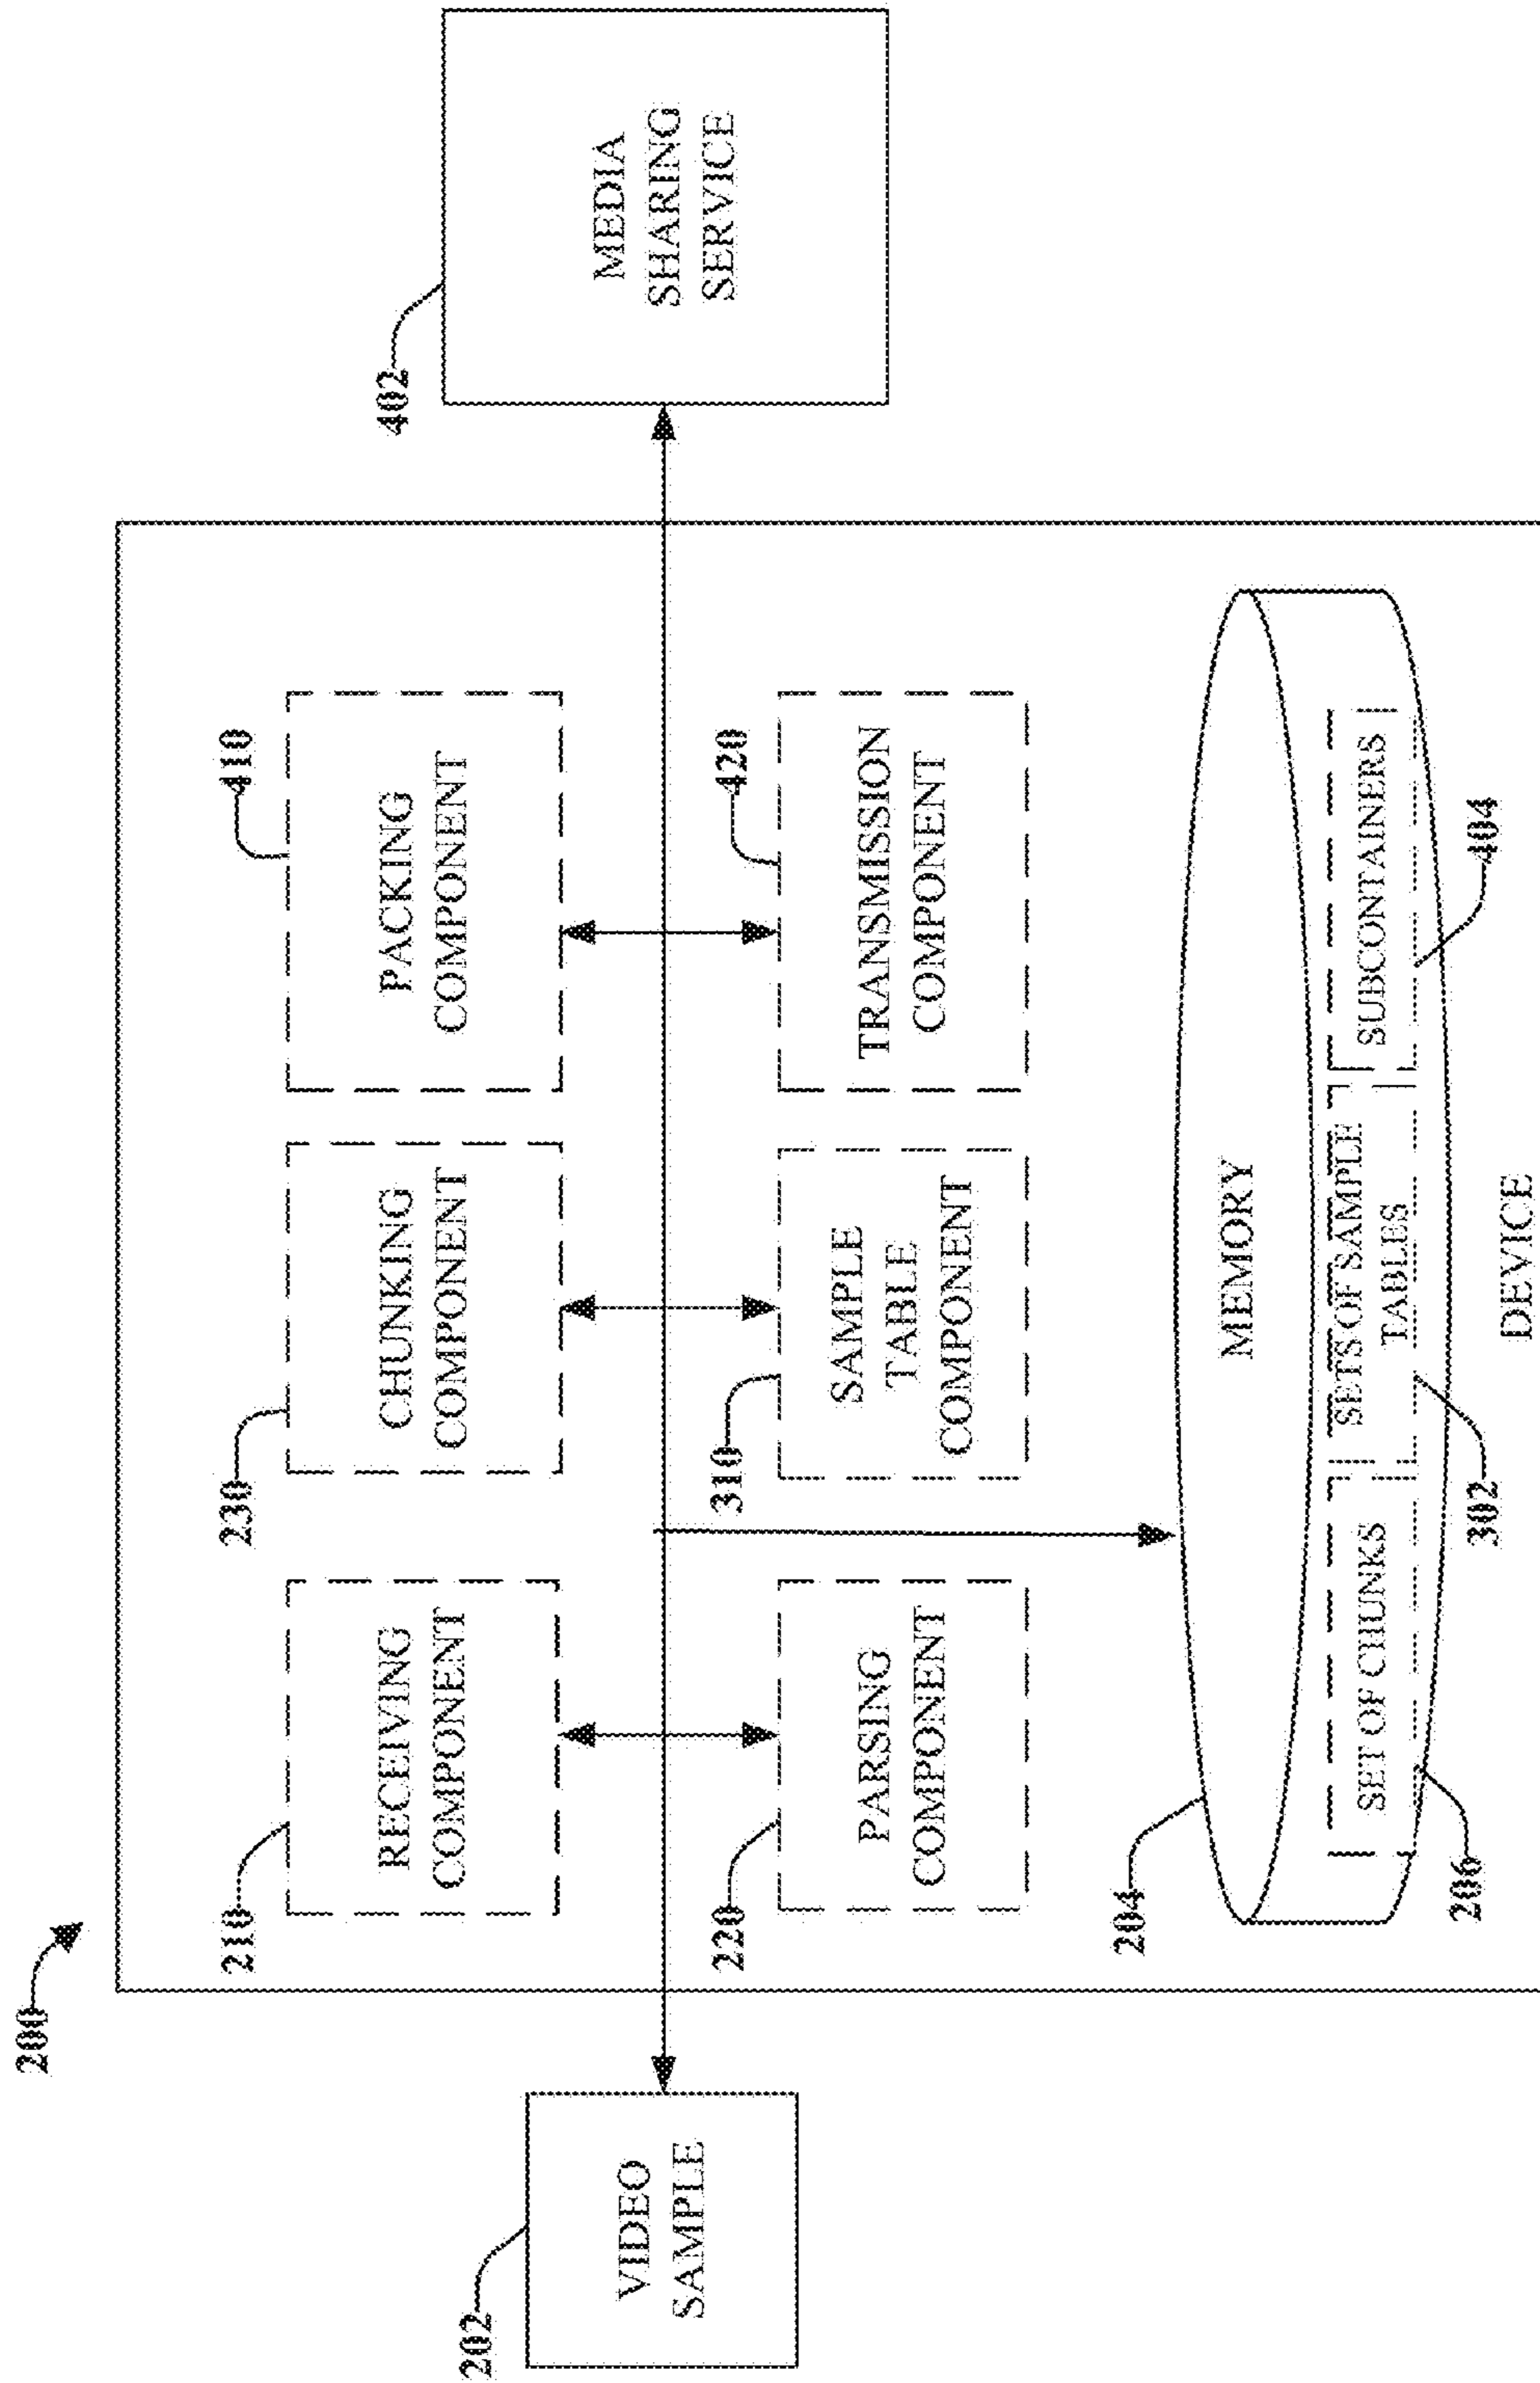 200
202
VIDEO
SAMPLE
210
RECEIVING
COMPONENT
230
CHUNKING
COMPONENT
410
PACKING
COMPONENT
220
PARSING
COMPONENT
310
SAMPLE
TABLE
COMPONENT
420
TRANSMISSION
COMPONENT
402
MEDIA
SHARING
SERVICE
204
MEMORY
SET OF CHUNKS
SETS OF SAMPLE
TABLES
SUBCONTAINERS
206
302
404
DEVICE